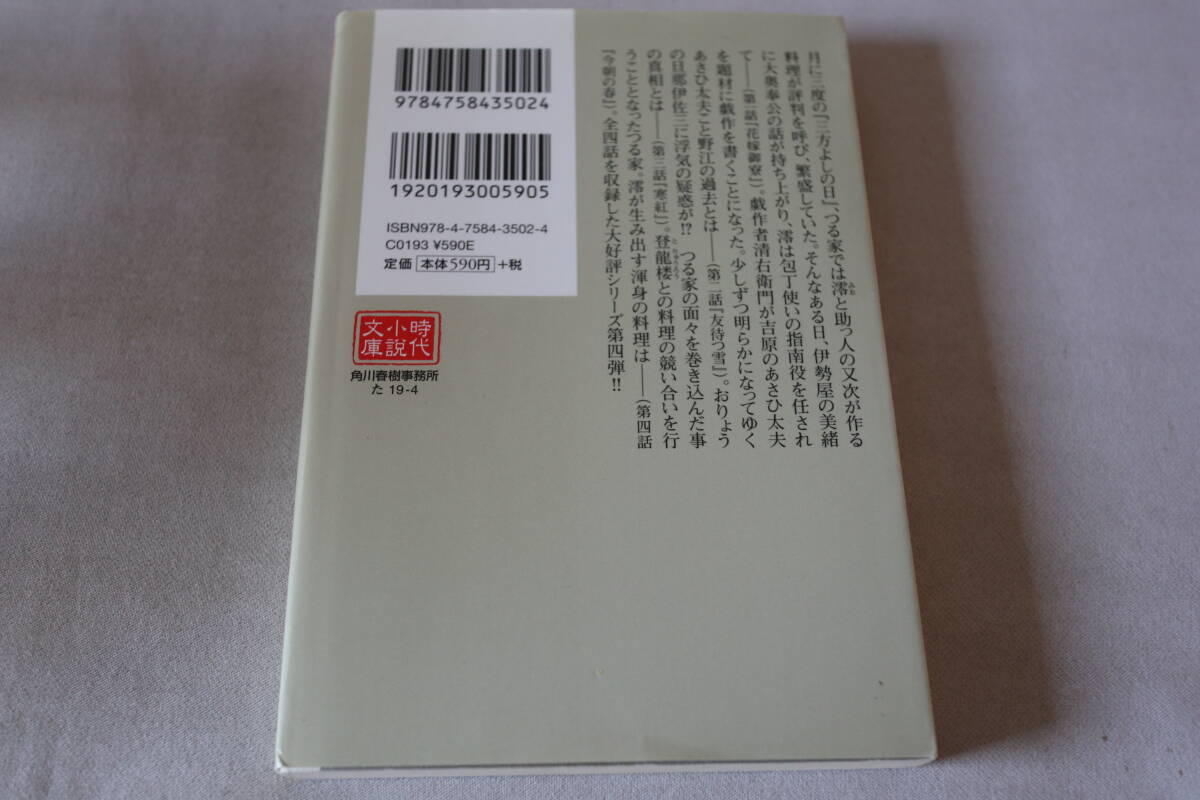 月に三度の『三方よしの日』、つる家では澪と助っ人の又次が作る
みお
料理が評判を呼び、繁盛していた。そんなある日、伊勢屋の美緒
に大奥奉公の話が持ち上がり、澪は包丁使いの指南役を任され
て――(第一話『花嫁御寮』)。戯作者清右衛門が吉原のあさひ太夫
を題材に戯作を書くことになった。少しずつ明らかになってゆく
あさひ太夫こと野江の過去とは――(第二話『友待つ雪』)。おりょう
の旦那伊佐三に浮気の疑惑が!? つる家の面々を巻き込んだ事
の真相とは――(第三話『寒紅』)。登龍楼との料理の競い合いを行
とりゅうろう
うこととなったつる家。澪が生み出す渾身の料理は――(第四話
『今朝の春』)。全四話を収録した大好評シリーズ第四弾!!
9784758435024
1920193005905
ISBN978-4-7584-3502-4
C0193 ¥590E
定価 本体590円 +税
時代
小説
文庫
角川春樹事務所
た 19-4